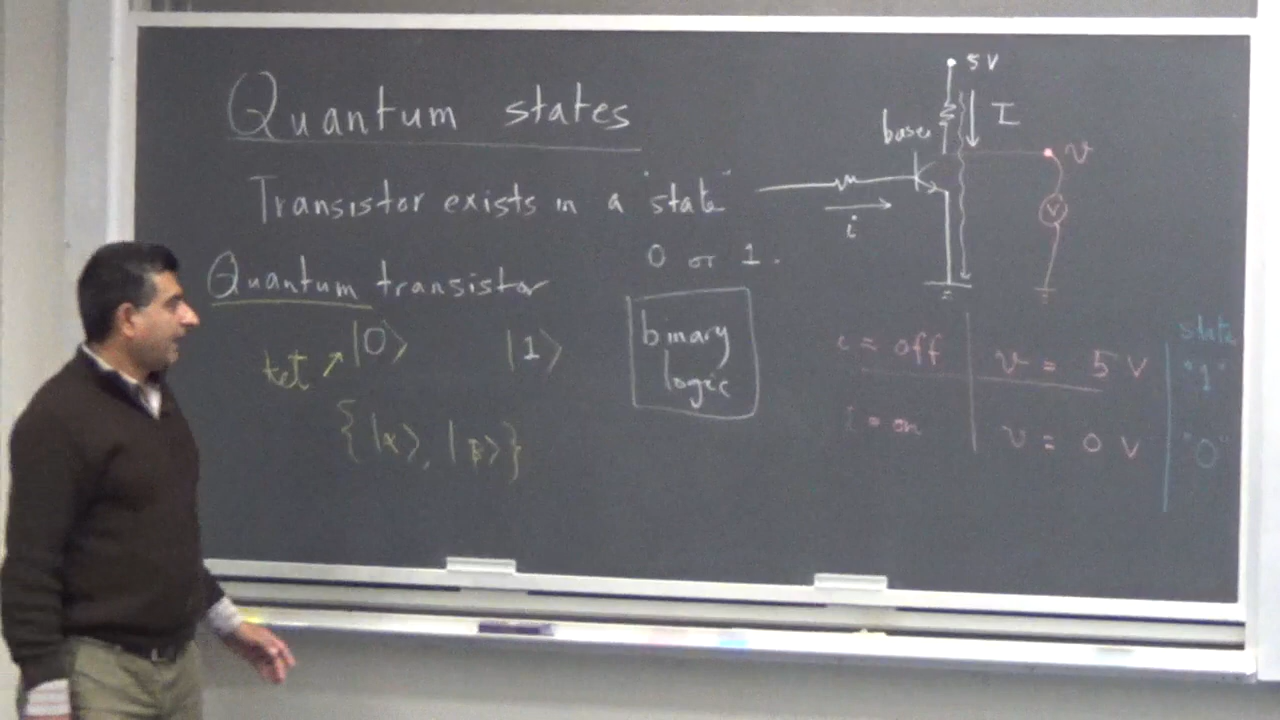 Quantum states
Transistor exists in a "state"
0 or 1.
Quantum transistor
|0⟩ |1⟩
ket
{|x⟩, |β⟩}
binary
logic
5 V
I
base
v
V
i
i = off v = 5 V
i = on v = 0 V
state
"1"
"0"